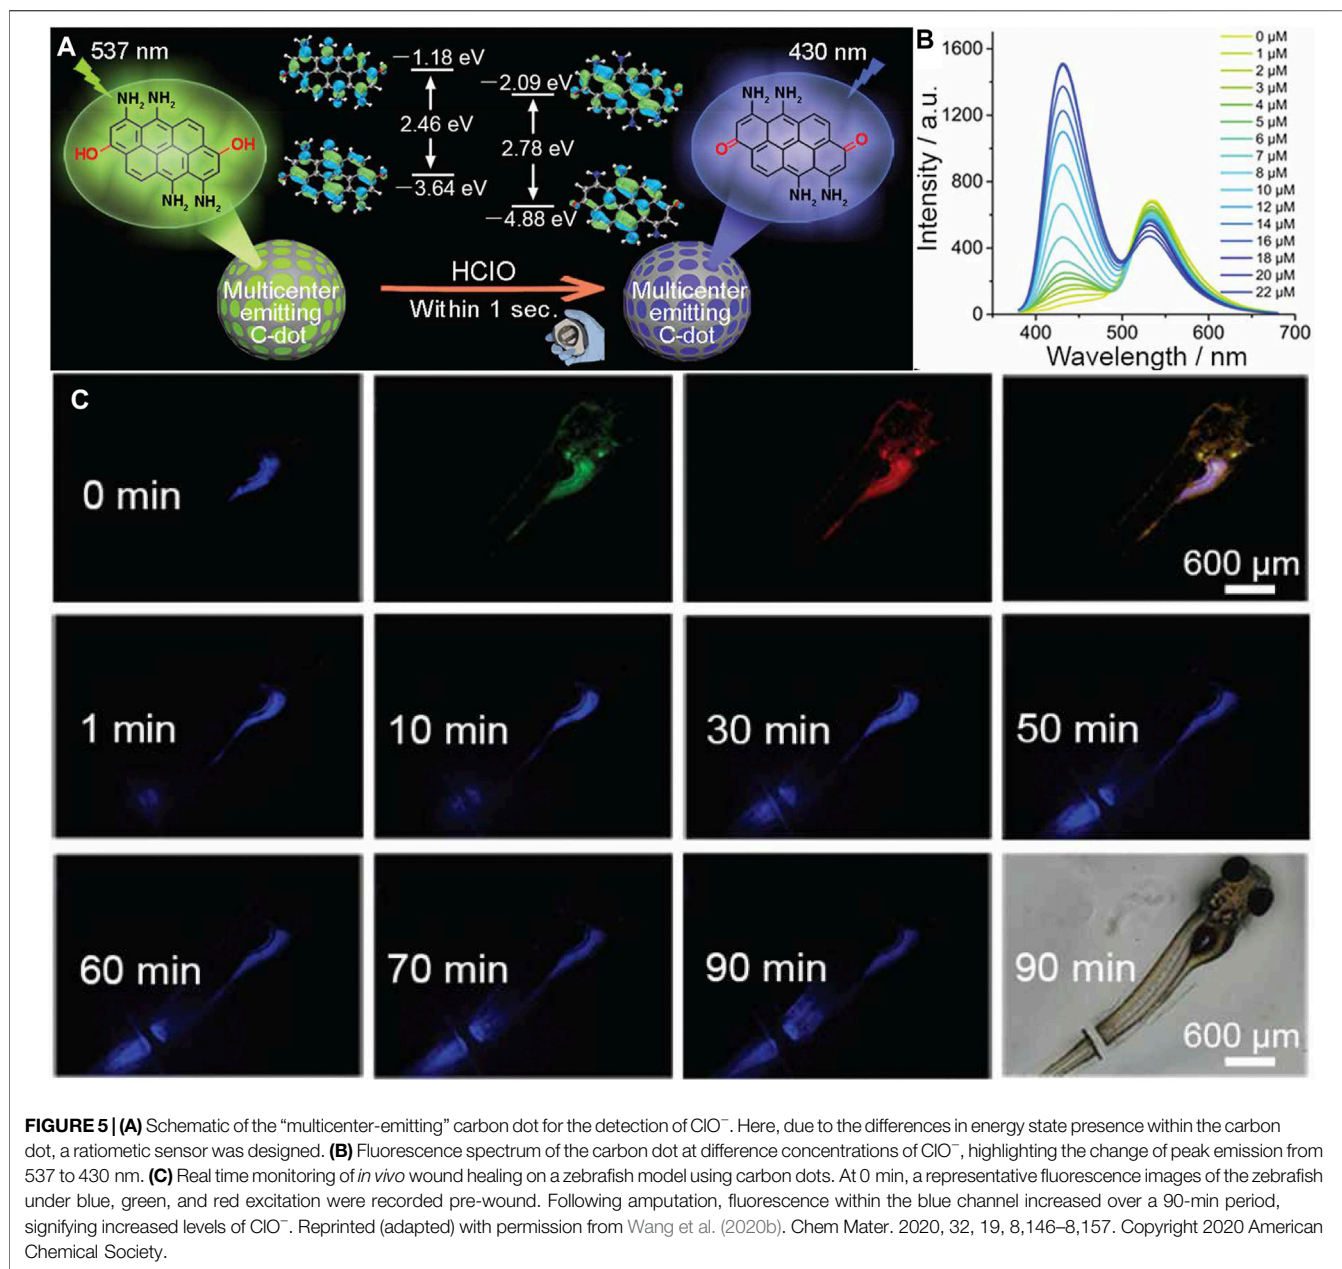 A
537 nm
NH₂ NH₂
HO
OH
NH₂ NH₂
Multicenter
emitting
C-dot
−1.18 eV
2.46 eV
−3.64 eV
−2.09 eV
2.78 eV
−4.88 eV
HClO
Within 1 sec.
430 nm
NH₂ NH₂
O
O
NH₂ NH₂
Multicenter
emitting
C-dot
B
Intensity / a.u.
1600
1200
800
400
0
400 500 600 700
Wavelength / nm
0 μM
1 μM
2 μM
3 μM
4 μM
5 μM
6 μM
7 μM
8 μM
10 μM
12 μM
14 μM
16 μM
18 μM
20 μM
22 μM
C
0 min
600 μm
1 min
10 min
30 min
50 min
60 min
70 min
90 min
90 min
600 μm
FIGURE 5 | (A) Schematic of the “multicenter-emitting” carbon dot for the detection of ClO⁻. Here, due to the differences in energy state presence within the carbon
dot, a ratiometic sensor was designed. (B) Fluorescence spectrum of the carbon dot at difference concentrations of ClO⁻, highlighting the change of peak emission from
537 to 430 nm. (C) Real time monitoring of in vivo wound healing on a zebrafish model using carbon dots. At 0 min, a representative fluorescence images of the zebrafish
under blue, green, and red excitation were recorded pre-wound. Following amputation, fluorescence within the blue channel increased over a 90-min period,
signifying increased levels of ClO⁻. Reprinted (adapted) with permission from Wang et al. (2020b). Chem Mater. 2020, 32, 19, 8,146–8,157. Copyright 2020 American
Chemical Society.